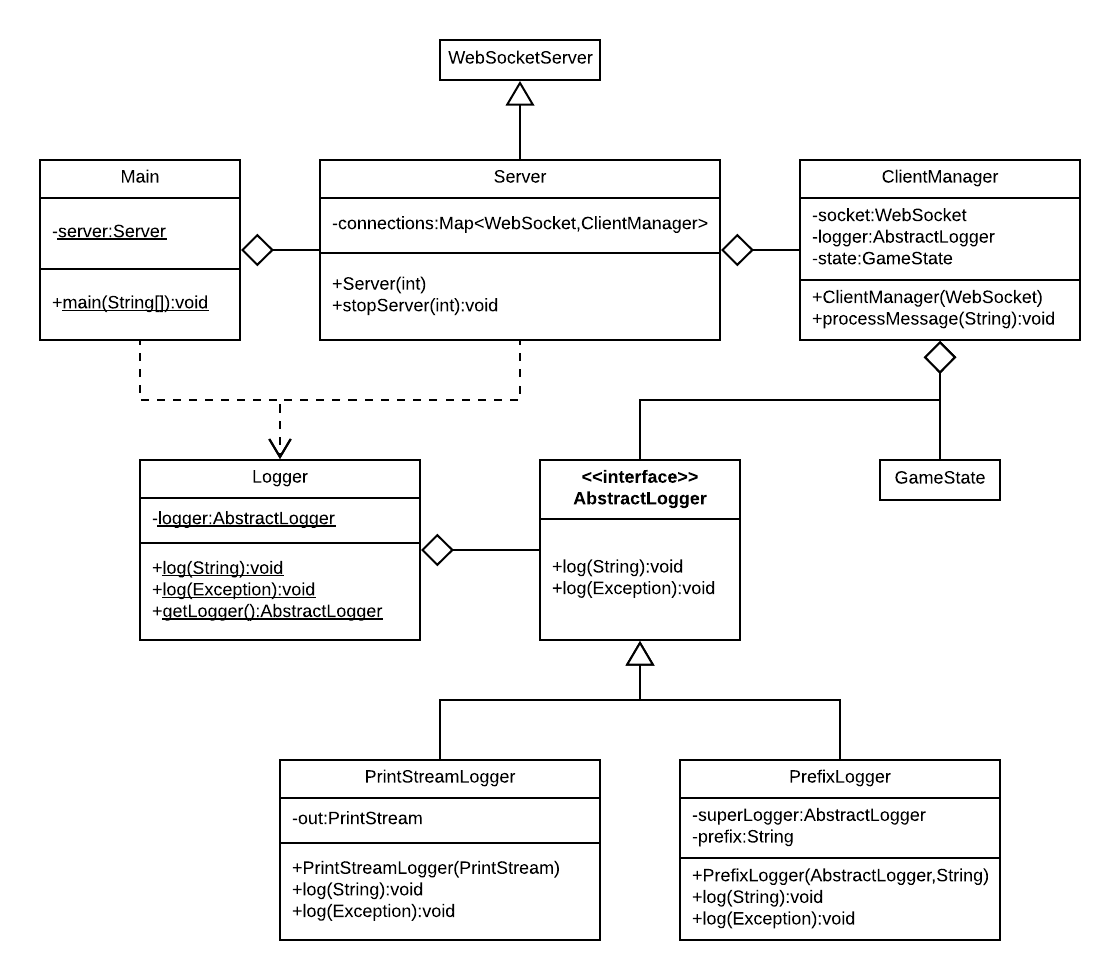 WebSocketServer
Main
-server:Server
+main(String[]):void
Server
-connections:Map<WebSocket,ClientManager>
+Server(int)
+stopServer(int):void
ClientManager
-socket:WebSocket
-logger:AbstractLogger
-state:GameState
+ClientManager(WebSocket)
+processMessage(String):void
Logger
-logger:AbstractLogger
+log(String):void
+log(Exception):void
+getLogger():AbstractLogger
<<interface>>
AbstractLogger
+log(String):void
+log(Exception):void
GameState
PrintStreamLogger
-out:PrintStream
+PrintStreamLogger(PrintStream)
+log(String):void
+log(Exception):void
PrefixLogger
-superLogger:AbstractLogger
-prefix:String
+PrefixLogger(AbstractLogger,String)
+log(String):void
+log(Exception):void